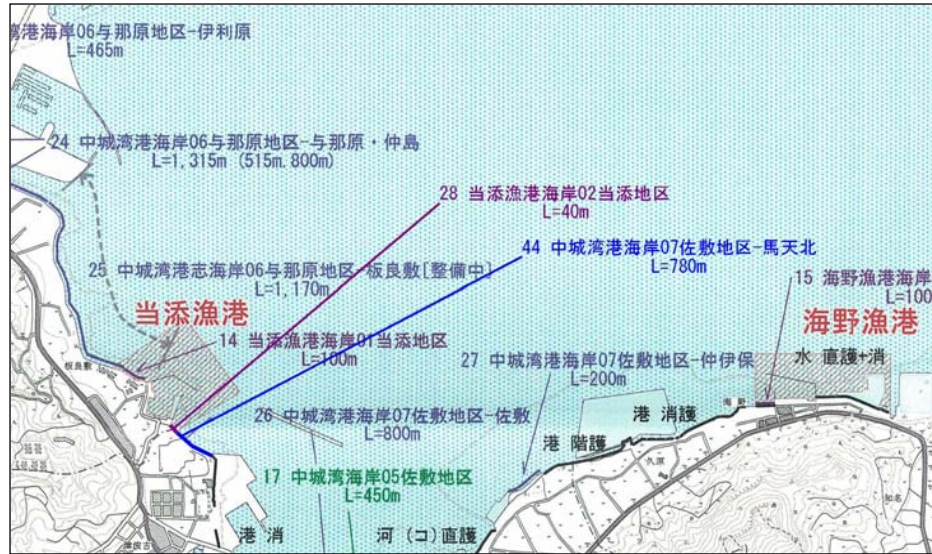 湾港海岸06与那原地区-伊利原
L=465m
24 中城湾港海岸06与那原地区-与那原・仲島
L=1,315m (515m.800m)
28 当添漁港海岸02当添地区
L=40m
44 中城湾港海岸07佐敷地区-馬天北
L=780m
25 中城湾港志海岸06与那原地区-板良敷[整備中]
L=1,170m
15 海野漁港海岸
L=100
当添漁港
海野漁港
14 当添漁港海岸01当添地区
L=100m
水 直護+消
27 中城湾港海岸07佐敷地区-仲伊保
L=200m
板良敷
海野
26 中城湾港海岸07佐敷地区-佐敷
L=800m
港 消護
港 階護
久原
17 中城湾海岸05佐敷地区
L=450m
知名
港 消
河 (コ)直護